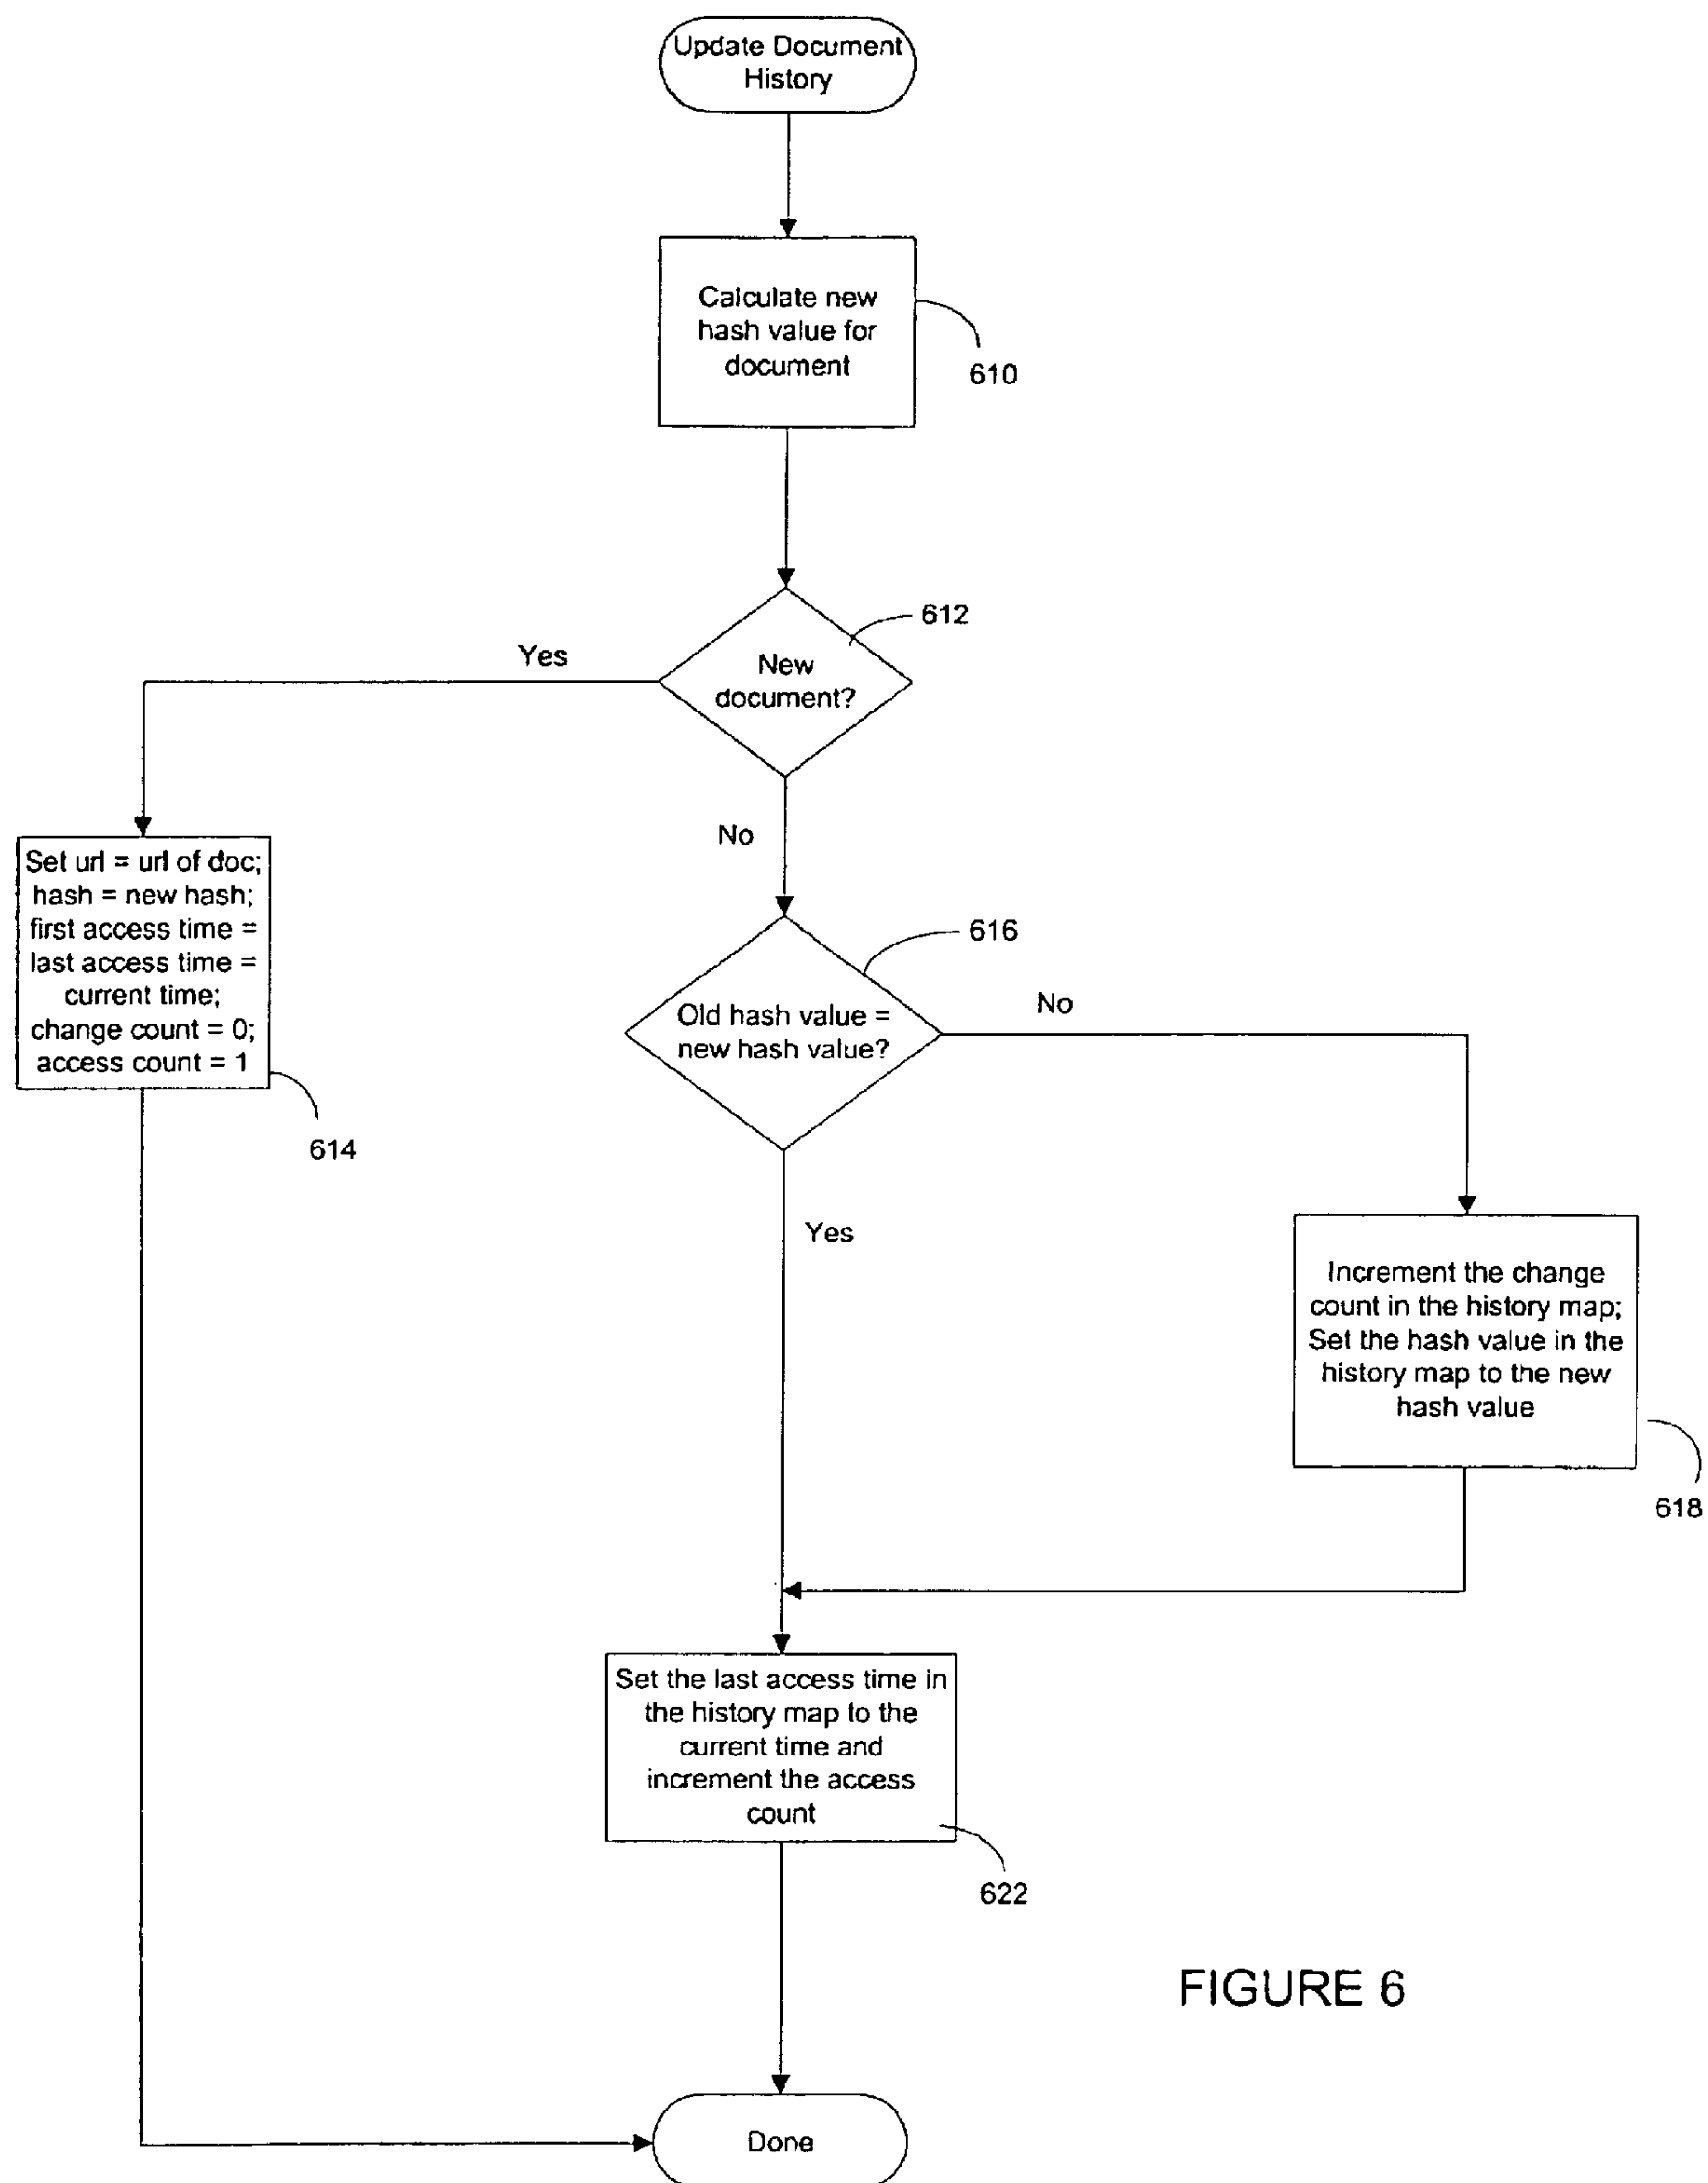 Update Document
History
Calculate new
hash value for
document
610
612
New
document?
Yes
No
Set url = url of doc;
hash = new hash;
first access time =
last access time =
current time;
change count = 0;
access count = 1
614
616
Old hash value =
new hash value?
No
Yes
Increment the change
count in the history map;
Set the hash value in the
history map to the new
hash value
618
Set the last access time in
the history map to the
current time and
increment the access
count
622
FIGURE 6
Done